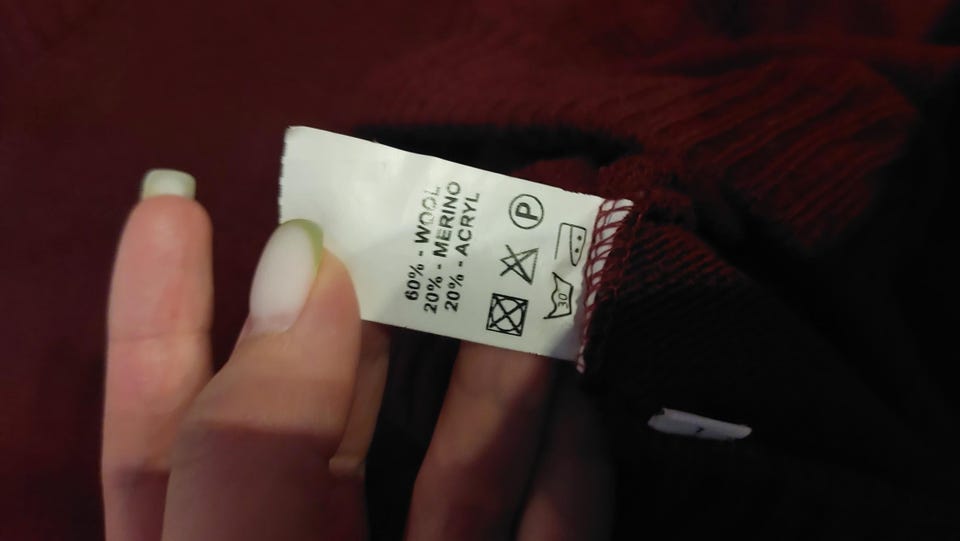 60% - WOOL
20% - MERINO
20% - ACRYL
P
30